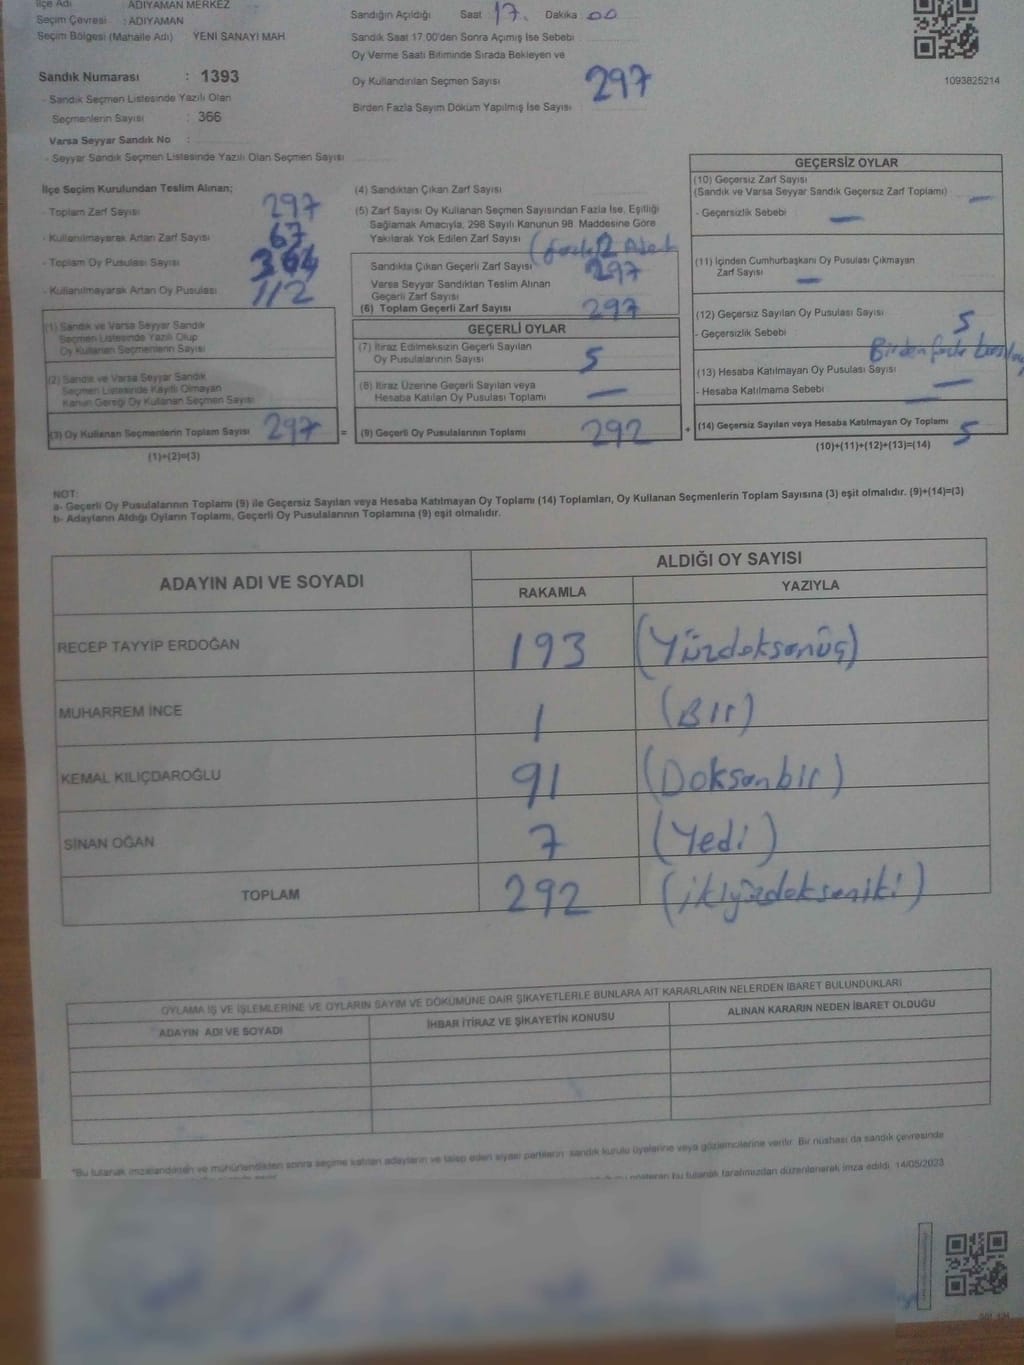 İlçe Adı ADIYAMAN MERKEZ
Seçim Çevresi : ADIYAMAN
Seçim Bölgesi (Mahalle Adı) YENİ SANAYİ MAH
Sandık Numarası : 1393
- Sandık Seçmen Listesinde Yazılı Olan
Seçmenlerin Sayısı : 366
Varsa Seyyar Sandık No :
- Seyyar Sandık Seçmen Listesinde Yazılı Olan Seçmen Sayısı
Sandığın Açıldığı Saat : 17. Dakika : 00
Sandık Saat 17.00'den Sonra Açımış İse Sebebi
Oy Verme Saati Bitiminde Sırada Bekleyen ve
Oy Kullandırılan Seçmen Sayısı 297
Birden Fazla Sayım Döküm Yapılmış İse Sayısı
1093825214
İlçe Seçim Kurulundan Teslim Alınan;
- Toplam Zarf Sayısı 297
- Kullanılmayarak Artan Zarf Sayısı 67
- Toplam Oy Pusulası Sayısı 364
- Kullanılmayarak Artan Oy Pusulası 112
(1) Sandık ve Varsa Seyyar Sandık
Seçmen Listesinde Yazılı Olup
Oy Kullanan Seçmenlerin Sayısı
(2) Sandık ve Varsa Seyyar Sandık
Seçmen Listesinde Kayıtlı Olmayan
Kanun Gereği Oy Kullanan Seçmen Sayısı
(3) Oy Kullanan Seçmenlerin Toplam Sayısı 297 =
(1)+(2)=(3)
(4) Sandıktan Çıkan Zarf Sayısı
(5) Zarf Sayısı Oy Kullanan Seçmen Sayısından Fazla İse, Eşitliği
Sağlamak Amacıyla, 298 Sayılı Kanunun 98. Maddesine Göre
Yakılarak Yok Edilen Zarf Sayısı
Sandıkta Çıkan Geçerli Zarf Sayısı 297
Varsa Seyyar Sandıktan Teslim Alınan
Geçerli Zarf Sayısı
(6) Toplam Geçerli Zarf Sayısı 297
GEÇERLİ OYLAR
(7) İtiraz Edilmeksizin Geçerli Sayılan
Oy Pusulalarının Sayısı 5
(8) İtiraz Üzerine Geçerli Sayılan veya
Hesaba Katılan Oy Pusulası Toplamı —
(9) Geçerli Oy Pusulalarının Toplamı 292 +
GEÇERSİZ OYLAR
(10) Geçersiz Zarf Sayısı
(Sandık ve Varsa Seyyar Sandık Geçersiz Zarf Toplamı) —
- Geçersizlik Sebebi —
(11) İçinden Cumhurbaşkanı Oy Pusulası Çıkmayan
Zarf Sayısı —
(12) Geçersiz Sayılan Oy Pusulası Sayısı 5
- Geçersizlik Sebebi Birden fazla
(13) Hesaba Katılmayan Oy Pusulası Sayısı
- Hesaba Katılmama Sebebi —
(14) Geçersiz Sayılan veya Hesaba Katılmayan Oy Toplamı 5
(10)+(11)+(12)+(13)=(14)
NOT:
a- Geçerli Oy Pusulalarının Toplamı (9) ile Geçersiz Sayılan veya Hesaba Katılmayan Oy Toplamı (14) Toplamları, Oy Kullanan Seçmenlerin Toplam Sayısına (3) eşit olmalıdır. (9)+(14)=(3)
b- Adayların Aldığı Oyların Toplamı, Geçerli Oy Pusulalarının Toplamına (9) eşit olmalıdır.
ADAYIN ADI VE SOYADI ALDIĞI OY SAYISI
RAKAMLA YAZIYLA
RECEP TAYYİP ERDOĞAN 193 (Yüzdoksanüç)
MUHARREM İNCE 1 (BIr)
KEMAL KILIÇDAROĞLU 91 (Doksanbir)
SİNAN OĞAN 7 (Yedi)
TOPLAM 292 (ikiyüzdokseniki)
OYLAMA İŞ VE İŞLEMLERİNE VE OYLARIN SAYIM VE DÖKÜMÜNE DAİR ŞİKAYETLERLE BUNLARA AİT KARARLARIN NELERDEN İBARET BULUNDUKLARI
ADAYIN ADI VE SOYADI İHBAR İTİRAZ VE ŞİKAYETİN KONUSU ALINAN KARARIN NEDEN İBARET OLDUĞU
*Bu tutanak imzalandıktan ve mühürlendikten sonra seçime katılan adayların ve talep eden siyasi partilerin sandık kurulu üyelerine veya gözlemcilerine verilir. Bir nüshası da sandık çevresinde
gösteren bu tutanak tarafımızdan düzenlenerek imza edildi. 14/05/2023